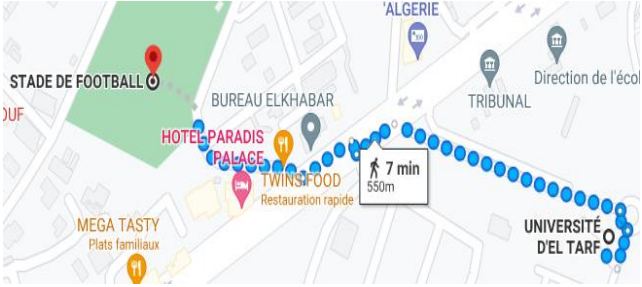 'ALGERIE
STADE DE FOOTBALL
OUF
BUREAU ELKHABAR
TRIBUNAL
Direction de l'écol
HOTEL PARADIS
PALACE
TWINS FOOD
Restauration rapide
7 min
550m
MEGA TASTY
Plats familiaux
UNIVERSITÉ
D'EL TARF